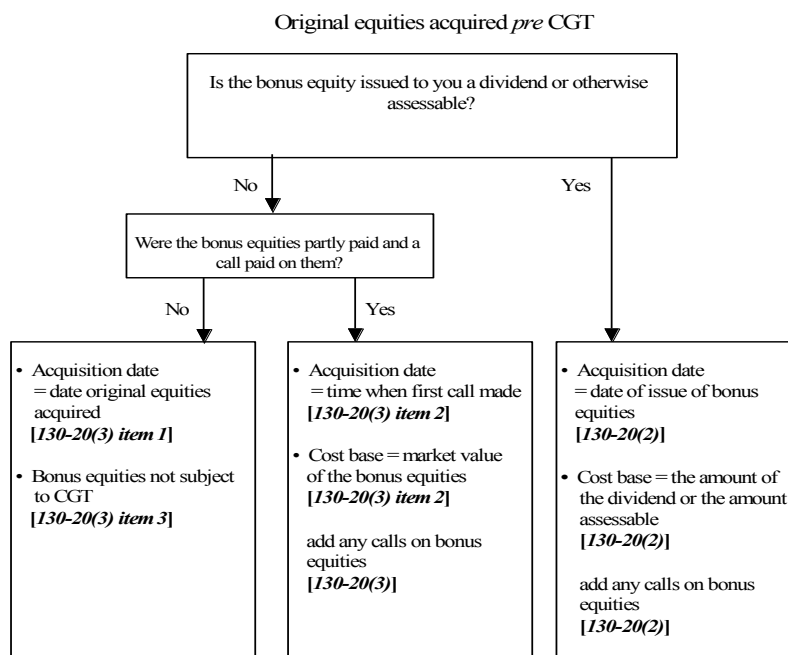 Original equities acquired pre CGT
Is the bonus equity issued to you a dividend or otherwise
assessable?
No
Yes
Were the bonus equities partly paid and a
call paid on them?
No
Yes
• Acquisition date
= date original equities
acquired
[130-20(3) item 1]
• Bonus equities not subject
to CGT
[130-20(3) item 3]
• Acquisition date
= time when first call made
[130-20(3) item 2]
• Cost base = market value
of the bonus equities
[130-20(3) item 2]
add any calls on bonus
equities
[130-20(3)]
• Acquisition date
= date of issue of bonus
equities
[130-20(2)]
• Cost base = the amount of
the dividend or the amount
assessable
[130-20(2)]
add any calls on bonus
equities
[130-20(2)]